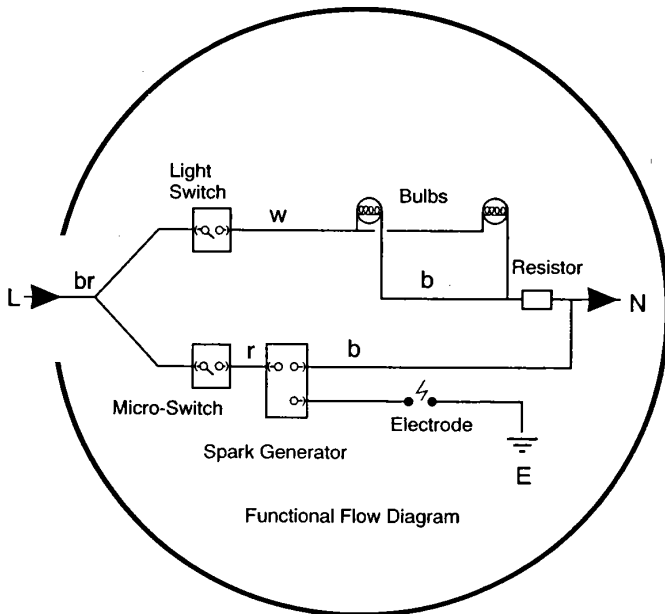 Light
Switch
w
Bulbs
br
b
Resistor
L
N
r
b
Micro-Switch
Electrode
Spark Generator
E
Functional Flow Diagram